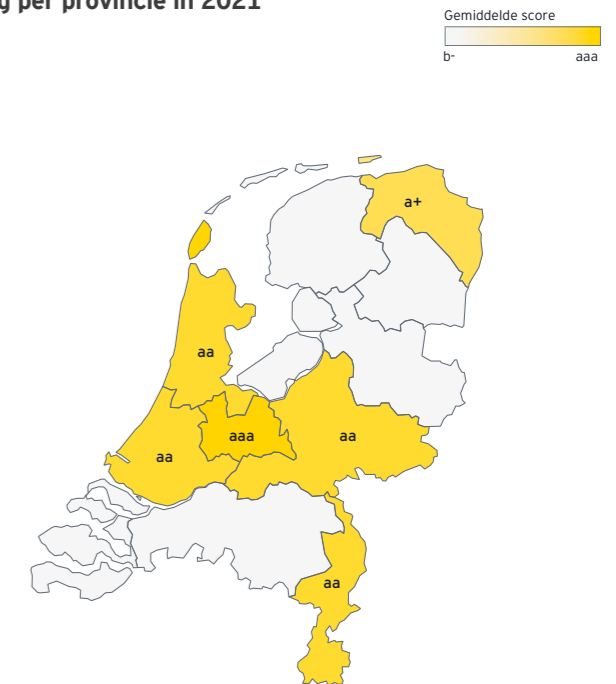 per provincie in 2021
Gemiddelde score
b- aaa
a+
aa
aaa
aa
aa
aa